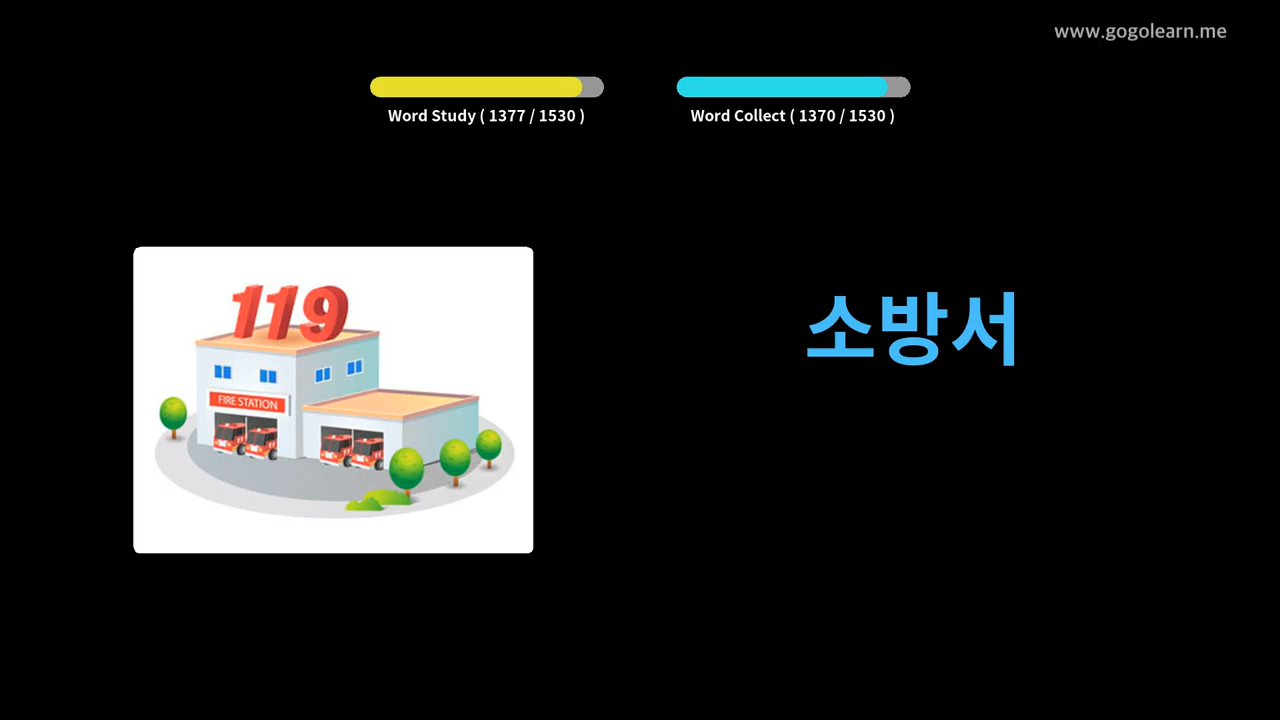 www.gogolearn.me
Word Study ( 1377 / 1530 )
Word Collect ( 1370 / 1530 )
119
FIRE STATION
소방서